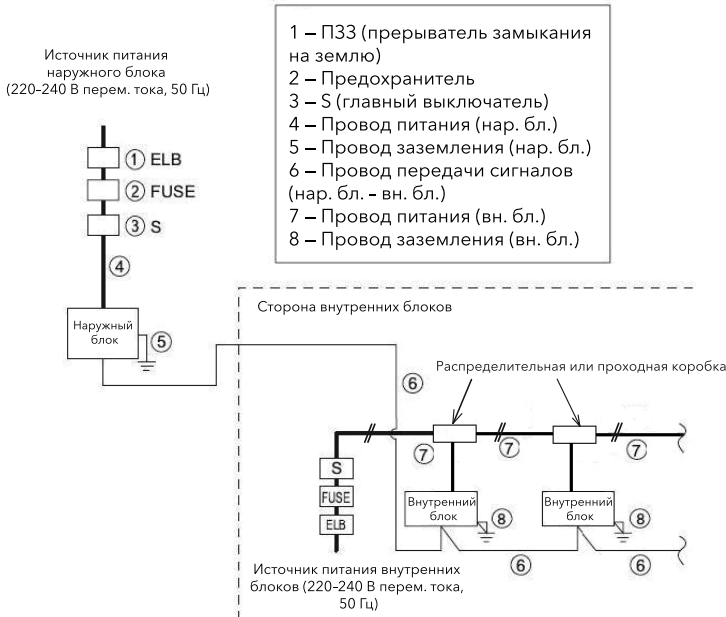 Источник питания
наружного блока
(220–240 В перем. тока, 50 Гц)
1 – ПЗЗ (прерыватель замыкания
на землю)
2 – Предохранитель
3 – S (главный выключатель)
4 – Провод питания (нар. бл.)
5 – Провод заземления (нар. бл.)
6 – Провод передачи сигналов
(нар. бл. – вн. бл.)
7 – Провод питания (вн. бл.)
8 – Провод заземления (вн. бл.)
1 ELB
2 FUSE
3 S
4
Наружный
блок
5
Сторона внутренних блоков
6
Распределительная или проходная коробка
7
7
7
S
FUSE
ELB
Внутренний
блок
8
Внутренний
блок
8
6
6
Источник питания внутренних
блоков (220–240 В перем. тока,
50 Гц)